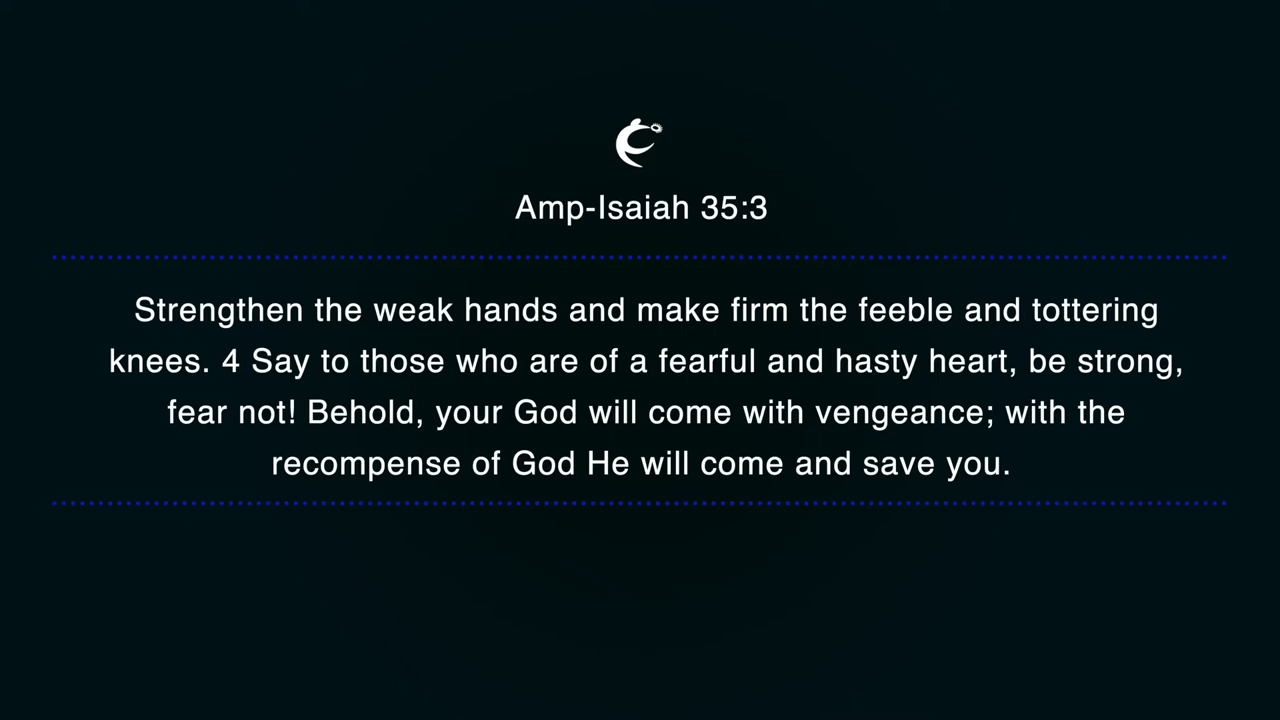 Amp-Isaiah 35:3
Strengthen the weak hands and make firm the feeble and tottering
knees. 4 Say to those who are of a fearful and hasty heart, be strong,
fear not! Behold, your God will come with vengeance; with the
recompense of God He will come and save you.